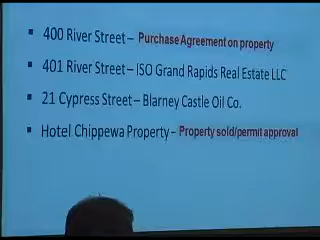 400 River Street – Purchase Agreement on property
401 River Street – ISO Grand Rapids Real Estate LLC
21 Cypress Street – Blarney Castle Oil Co.
Hotel Chippewa Property – Property sold/permit approval